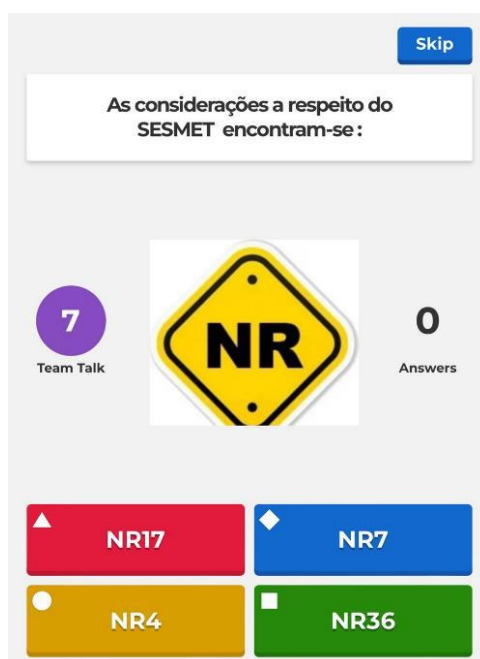 Skip
As considerações a respeito do
SESMET encontram-se :
7
Team Talk
NR
0
Answers
NR17
NR7
NR4
NR36